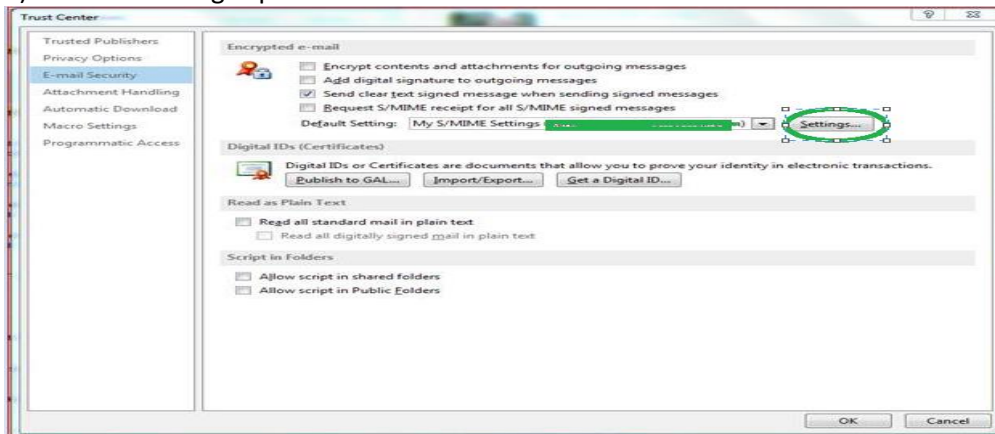 Trust Center
Trusted Publishers
Privacy Options
E-mail Security
Attachment Handling
Automatic Download
Macro Settings
Programmatic Access
Encrypted e-mail
Encrypt contents and attachments for outgoing messages
Add digital signature to outgoing messages
Send clear text signed message when sending signed messages
Request S/MIME receipt for all S/MIME signed messages
Default Setting: My S/MIME Settings ( m) Settings...
Digital IDs (Certificates)
Digital IDs or Certificates are documents that allow you to prove your identity in electronic transactions.
Publish to GAL... Import/Export... Get a Digital ID...
Read as Plain Text
Read all standard mail in plain text
Read all digitally signed mail in plain text
Script in Folders
Allow script in shared folders
Allow script in Public Folders
OK Cancel